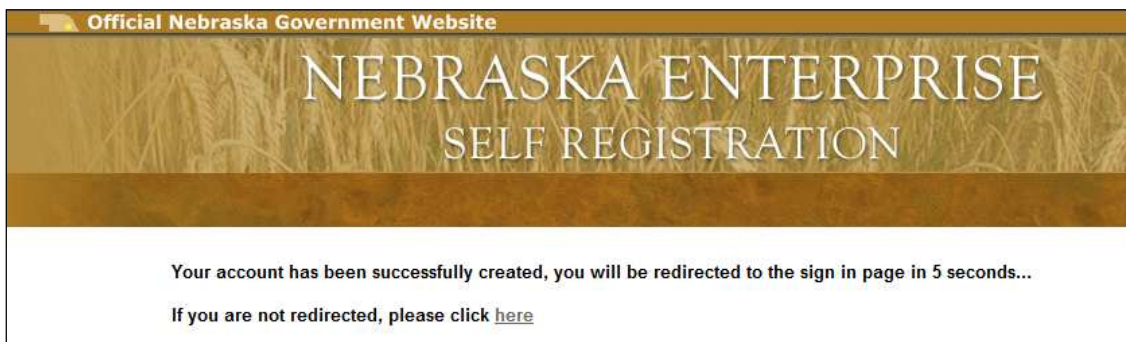 Official Nebraska Government Website
NEBRASKA ENTERPRISE
SELF REGISTRATION
Your account has been successfully created, you will be redirected to the sign in page in 5 seconds...
If you are not redirected, please click here